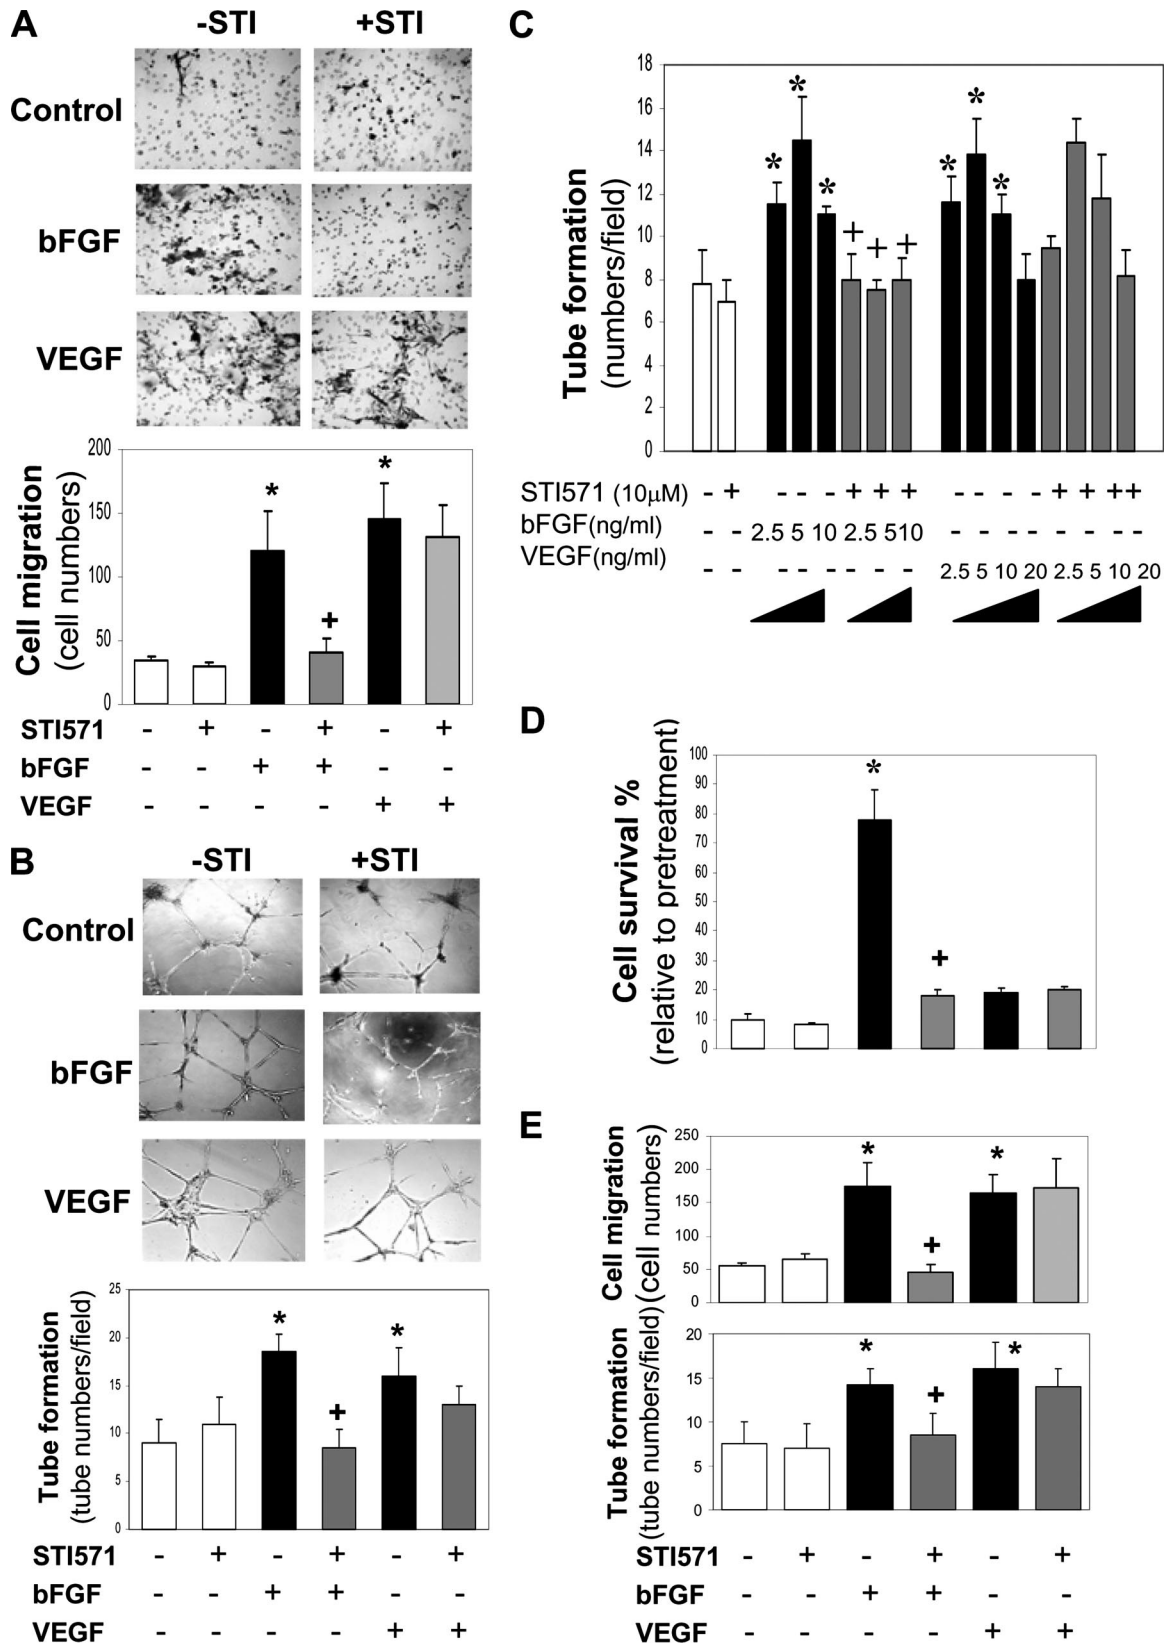 A
-STI +STI
Control
bFGF
VEGF
Cell migration
(cell numbers)
200
150
100
50
0
* + *
STI571 - + - + - +
bFGF - - + + - -
VEGF - - - - + +
B
-STI +STI
Control
bFGF
VEGF
Tube formation
(tube numbers/field)
25
20
15
10
5
0
* + *
STI571 - + - + - +
bFGF - - + + - -
VEGF - - - - + +
C
Tube formation
(numbers/field)
18
16
14
12
10
8
6
4
2
0
* * * + + + * * *
STI571 (10µM) - + - - - + + + - - - - + + + +
bFGF(ng/ml) - - 2.5 5 10 2.5 5 10 - - - - - - - -
VEGF(ng/ml) - - - - - - - - 2.5 5 10 20 2.5 5 10 20
D
Cell survival %
(relative to pretreatment)
100
90
80
70
60
50
40
30
20
10
0
* +
E
Cell migration
(cell numbers)
250
200
150
100
50
0
* + *
Tube formation
(tube numbers/field)
20
15
10
5
0
* + *
STI571 - + - + - +
bFGF - - + + - -
VEGF - - - - + +